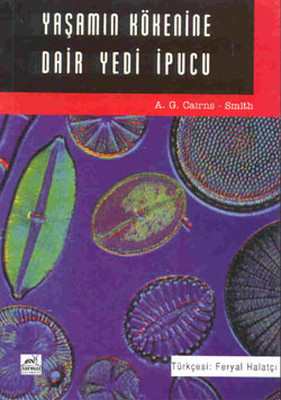 YAŞAMIN KÖKENİNE
DAİR YEDİ İPUCU
A. G. Cairns - Smith
Türkçesi: Feryal Halatçı